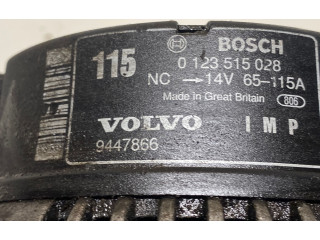 115 BOSCH
0 123 515 028
NC → 14V 65-115A
Made in Great Britain 806
VOLVO IMP
9447866